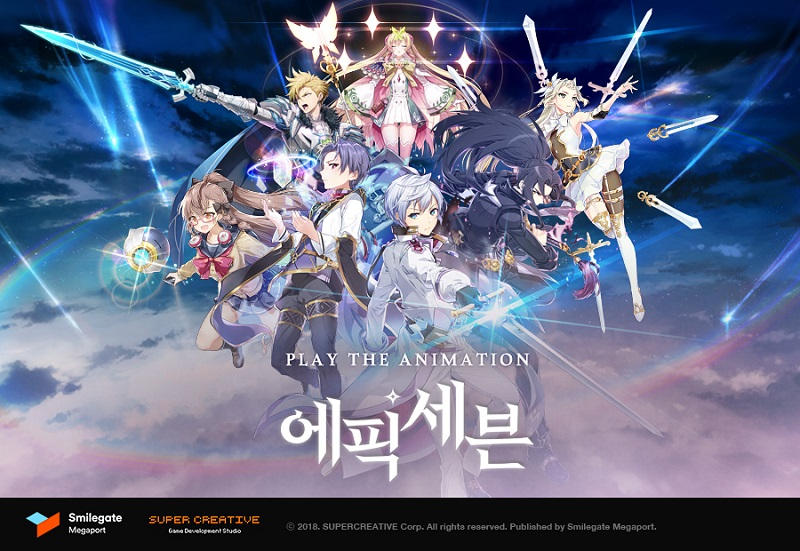 PLAY THE ANIMATION
에픽세븐
Smilegate
Megaport
SUPER CREATIVE
Game Development Studio
ⓒ 2018. SUPERCREATIVE Corp. All rights reserved. Published by Smilegate Megaport.